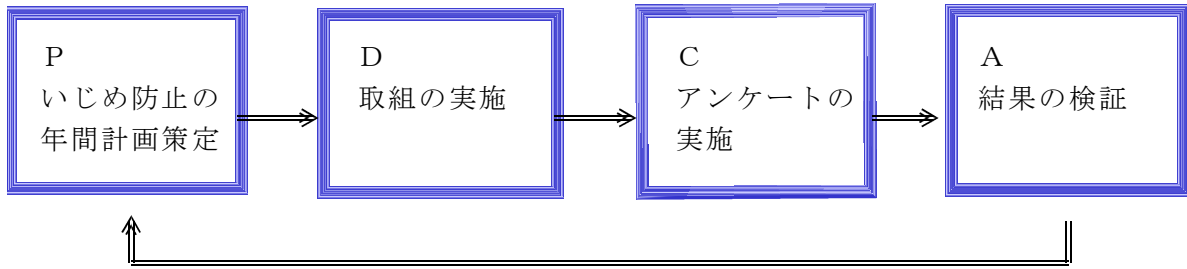 P
いじめ防止の
年間計画策定
D
取組の実施
C
アンケートの
実施
A
結果の検証